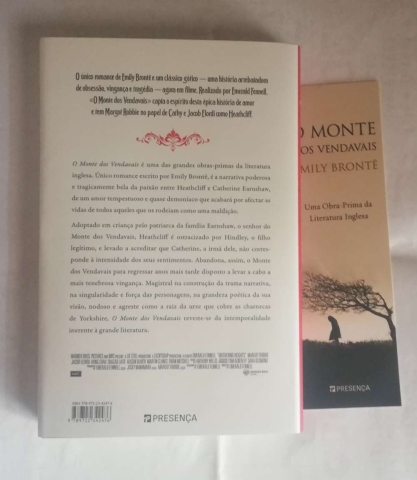 O único romance de Emily Brontë e um clássico gótico — uma história arrebatadora
de obsessão, vingança e tragédia — agora em filme. Realizado por Emerald Fennell,
«O Monte dos Vendavais» capta o espírito desta épica história de amor
e tem Margot Robbie no papel de Cathy e Jacob Elordi como Heathcliff.
O Monte dos Vendavais é uma das grandes obras-primas da literatura
inglesa. Único romance escrito por Emily Brontë, é a narrativa poderosa
e tragicamente bela da paixão entre Heathcliff e Catherine Earnshaw,
de um amor tempestuoso e quase demoníaco que acabará por afectar as
vidas de todos aqueles que os rodeiam como uma maldição.
Adoptado em criança pelo patriarca da família Earnshaw, o senhor do
Monte dos Vendavais, Heathcliff é ostracizado por Hindley, o filho
legítimo, e levado a acreditar que Catherine, a irmã dele, não corres-
ponde à intensidade dos seus sentimentos. Abandona, assim, o Monte
dos Vendavais para regressar anos mais tarde disposto a levar a cabo a
mais tenebrosa vingança. Magistral na construção da trama narrativa,
na singularidade e força das personagens, na grandeza poética da sua
visão, nodoso e agreste como a raiz da urze que cobre as charnecas
de Yorkshire, O Monte dos Vendavais reveste-se da intemporalidade
inerente à grande literatura.
PRESENÇA
O MONTE
DOS VENDAVAIS
EMILY BRONTË
Uma Obra-Prima da
Literatura Inglesa
PRESENÇA